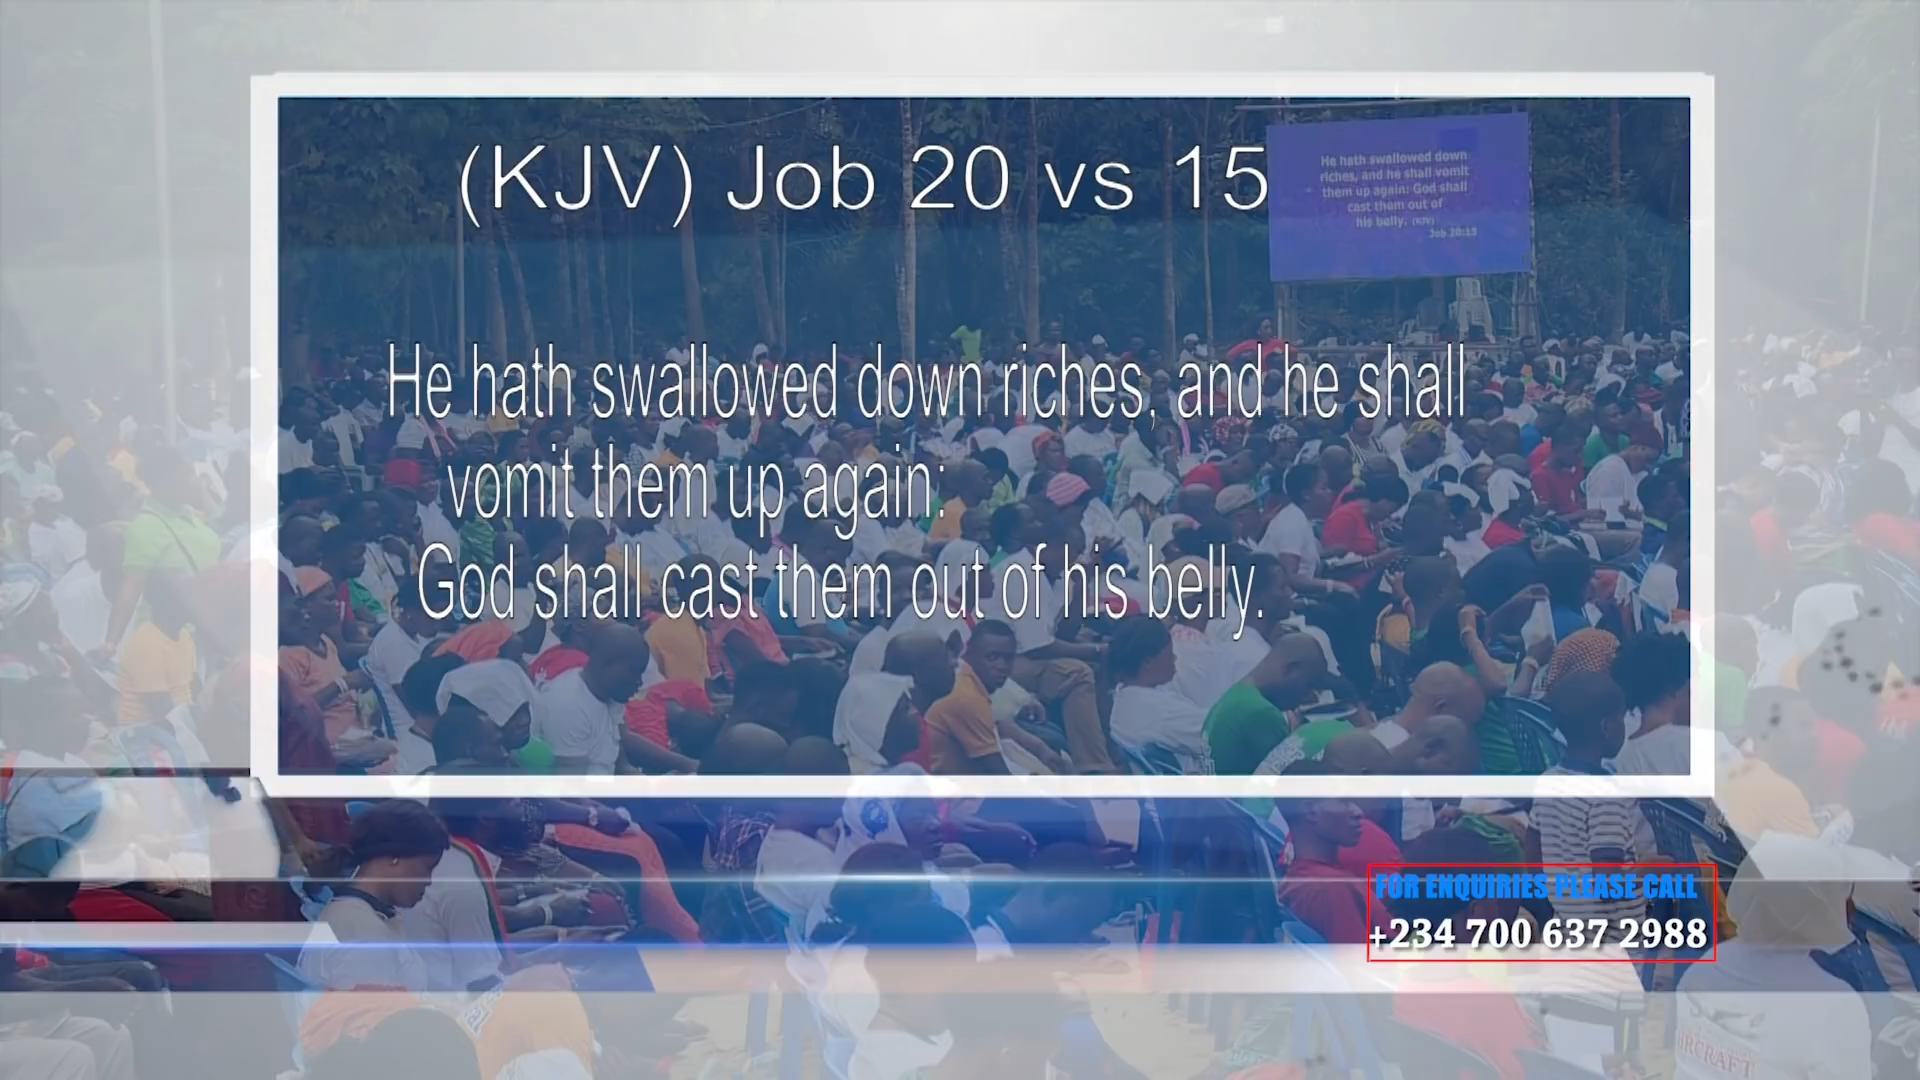 (KJV) Job 20 vs 15
He hath swallowed down
riches, and he shall vomit
them up again: God shall
cast them out of
his belly. (KJV)
Job 20:15
He hath swallowed down riches, and he shall
vomit them up again:
God shall cast them out of his belly.
FOR ENQUIRIES PLEASE CALL
+234 700 637 2988